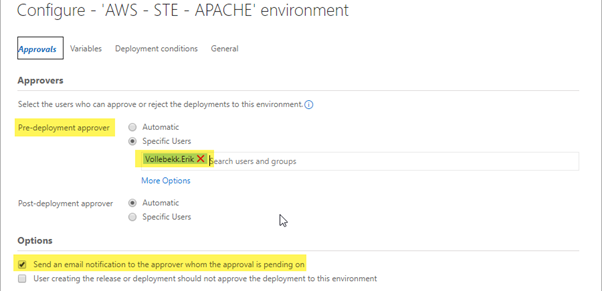 Configure - 'AWS - STE - APACHE' environment
Approvals Variables Deployment conditions General
Approvers
Select the users who can approve or reject the deployments to this environment.
Pre-deployment approver Automatic
Specific Users
Vollebekk.Erik Search users and groups
More Options
Post-deployment approver Automatic
Specific Users
Options
Send an email notification to the approver whom the approval is pending on
User creating the release or deployment should not approve the deployment to this environment